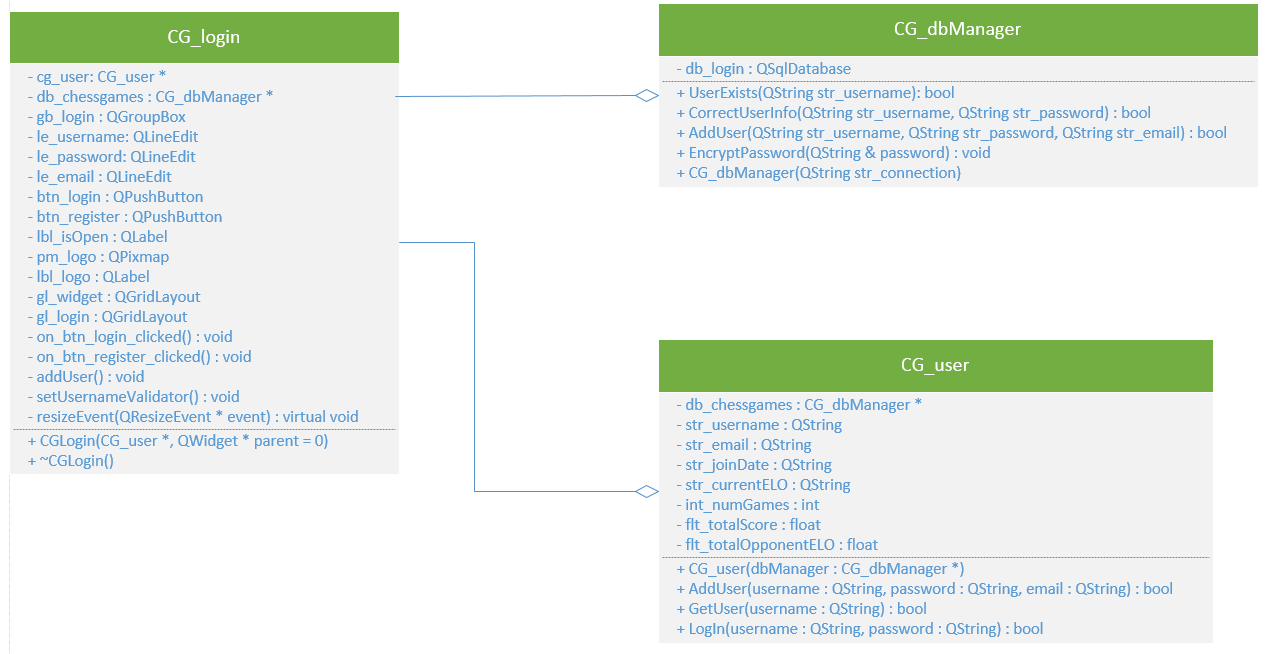 CG_login
- cg_user: CG_user *
- db_chessgames : CG_dbManager *
- gb_login : QGroupBox
- le_username: QLineEdit
- le_password: QLineEdit
- le_email : QLineEdit
- btn_login : QPushButton
- btn_register : QPushButton
- lbl_isOpen : QLabel
- pm_logo : QPixmap
- lbl_logo : QLabel
- gl_widget : QGridLayout
- gl_login : QGridLayout
- on_btn_login_clicked() : void
- on_btn_register_clicked() : void
- addUser() : void
- setUsernameValidator() : void
- resizeEvent(QResizeEvent * event) : virtual void
+ CGLogin(CG_user *, QWidget * parent = 0)
+ ~CGLogin()
CG_dbManager
- db_login : QSqlDatabase
+ UserExists(QString str_username): bool
+ CorrectUserInfo(QString str_username, QString str_password) : bool
+ AddUser(QString str_username, QString str_password, QString str_email) : bool
+ EncryptPassword(QString & password) : void
+ CG_dbManager(QString str_connection)
CG_user
- db_chessgames : CG_dbManager *
- str_username : QString
- str_email : QString
- str_joinDate : QString
- str_currentELO : QString
- int_numGames : int
- flt_totalScore : float
- flt_totalOpponentELO : float
+ CG_user(dbManager : CG_dbManager *)
+ AddUser(username : QString, password : QString, email : QString) : bool
+ GetUser(username : QString) : bool
+ LogIn(username : QString, password : QString) : bool